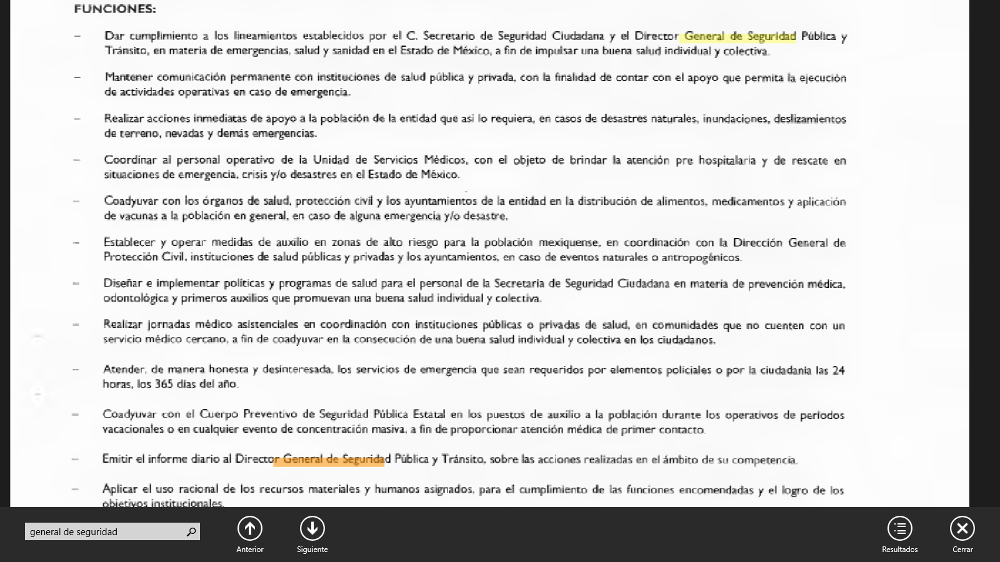 FUNCIONES:
– Dar cumplimiento a los lineamientos establecidos por el C. Secretario de Seguridad Ciudadana y el Director General de Seguridad Pública y
Tránsito, en materia de emergencias, salud y sanidad en el Estado de México, a fin de impulsar una buena salud individual y colectiva.
– Mantener comunicación permanente con instituciones de salud pública y privada, con la finalidad de contar con el apoyo que permita la ejecución
de actividades operativas en caso de emergencia.
– Realizar acciones inmediatas de apoyo a la población de la entidad que así lo requiera, en casos de desastres naturales, inundaciones, deslizamientos
de terreno, nevadas y demás emergencias.
– Coordinar al personal operativo de la Unidad de Servicios Médicos, con el objeto de brindar la atención pre hospitalaria y de rescate en
situaciones de emergencia, crisis y/o desastres en el Estado de México.
– Coadyuvar con los órganos de salud, protección civil y los ayuntamientos de la entidad en la distribución de alimentos, medicamentos y aplicación
de vacunas a la población en general, en caso de alguna emergencia y/o desastre.
– Establecer y operar medidas de auxilio en zonas de alto riesgo para la población mexiquense, en coordinación con la Dirección General de
Protección Civil, instituciones de salud públicas y privadas y los ayuntamientos, en caso de eventos naturales o antropogénicos.
– Diseñar e implementar políticas y programas de salud para el personal de la Secretaría de Seguridad Ciudadana en materia de prevención médica,
odontológica y primeros auxilios que promuevan una buena salud individual y colectiva.
– Realizar jornadas médico asistenciales en coordinación con instituciones públicas o privadas de salud, en comunidades que no cuenten con un
servicio médico cercano, a fin de coadyuvar en la consecución de una buena salud individual y colectiva en los ciudadanos.
– Atender, de manera honesta y desinteresada, los servicios de emergencia que sean requeridos por elementos policiales o por la ciudadanía las 24
horas, los 365 días del año.
– Coadyuvar con el Cuerpo Preventivo de Seguridad Pública Estatal en los puestos de auxilio a la población durante los operativos de periodos
vacacionales o en cualquier evento de concentración masiva, a fin de proporcionar atención médica de primer contacto.
– Emitir el informe diario al Director General de Seguridad Pública y Tránsito, sobre las acciones realizadas en el ámbito de su competencia.
– Aplicar el uso racional de los recursos materiales y humanos asignados, para el cumplimiento de las funciones encomendadas y el logro de los
objetivos institucionales.
general de seguridad
Anterior
Siguiente
Resultados
Cerrar